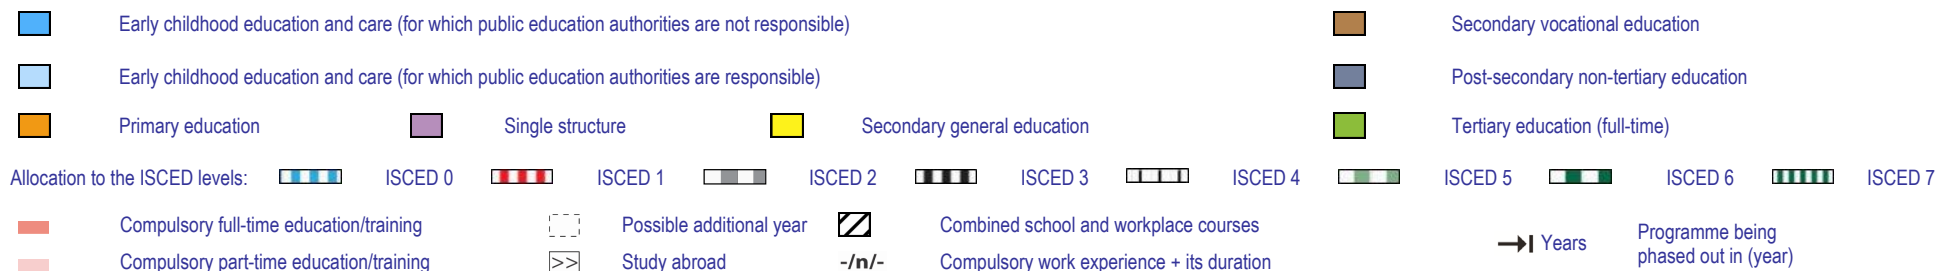 Early childhood education and care (for which public education authorities are not responsible) Secondary vocational education
Early childhood education and care (for which public education authorities are responsible) Post-secondary non-tertiary education
Primary education Single structure Secondary general education Tertiary education (full-time)
Allocation to the ISCED levels: ISCED 0 ISCED 1 ISCED 2 ISCED 3 ISCED 4 ISCED 5 ISCED 6 ISCED 7
Compulsory full-time education/training Possible additional year Combined school and workplace courses Years Programme being
phased out in (year)
Compulsory part-time education/training >> Study abroad -/n/- Compulsory work experience + its duration